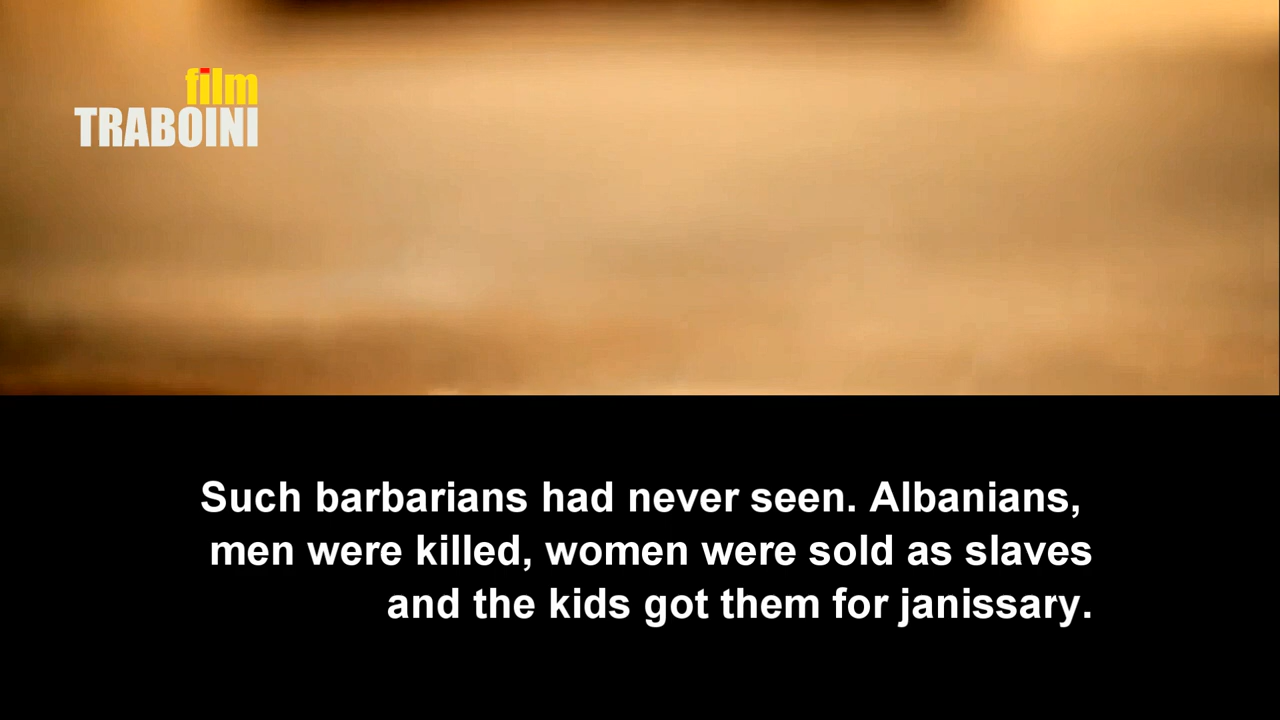 film
TRABOINI
Such barbarians had never seen. Albanians,
men were killed, women were sold as slaves
and the kids got them for janissary.